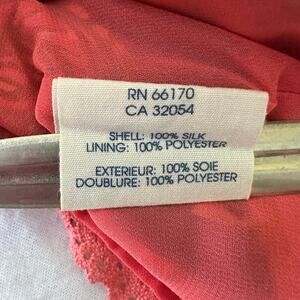 RN 66170
CA 32054
SHELL: 100% SILK
LINING: 100% POLYESTER
EXTERIEUR: 100% SOIE
DOUBLURE: 100% POLYESTER